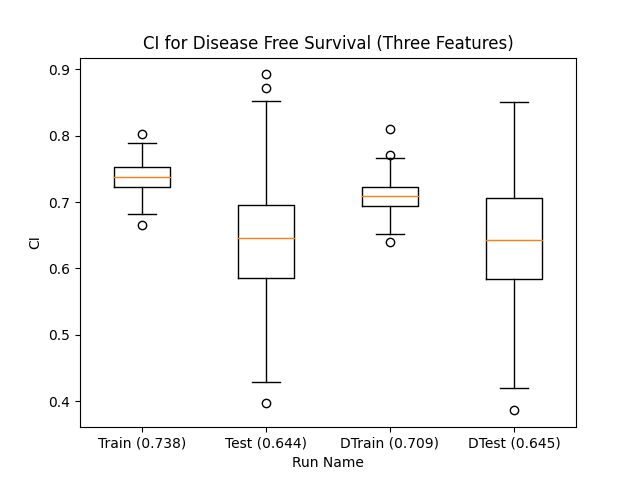 CI for Disease Free Survival (Three Features)
0.9
0.8
0.7
0.6
0.5
0.4
CI
Train (0.738)
Test (0.644)
DTrain (0.709)
DTest (0.645)
Run Name